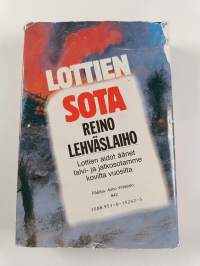 LOTTIEN
SOTA
REINO
LEHVÄSLAIHO
Lottien aidot äänet
talvi- ja jatkosotamme
kovilta vuosilta